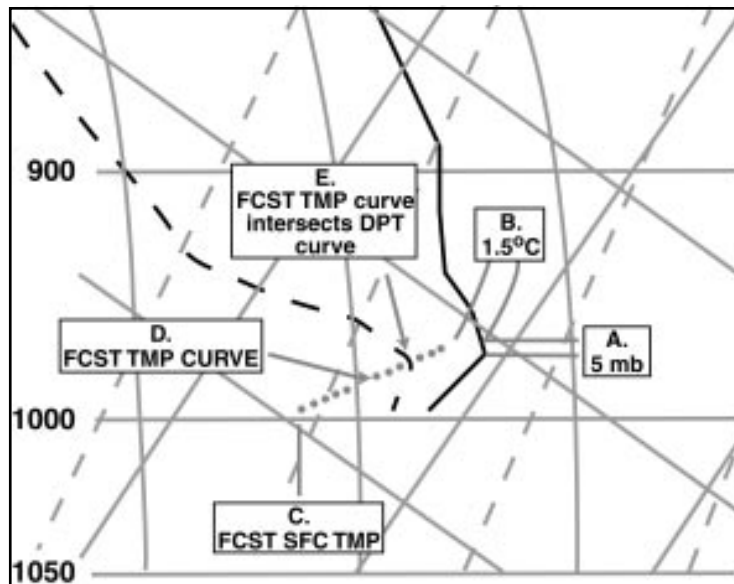 900
E.
FCST TMP curve
intersects DPT
curve
B.
1.5°C
D.
FCST TMP CURVE
A.
5 mb
1000
C.
FCST SFC TMP
1050